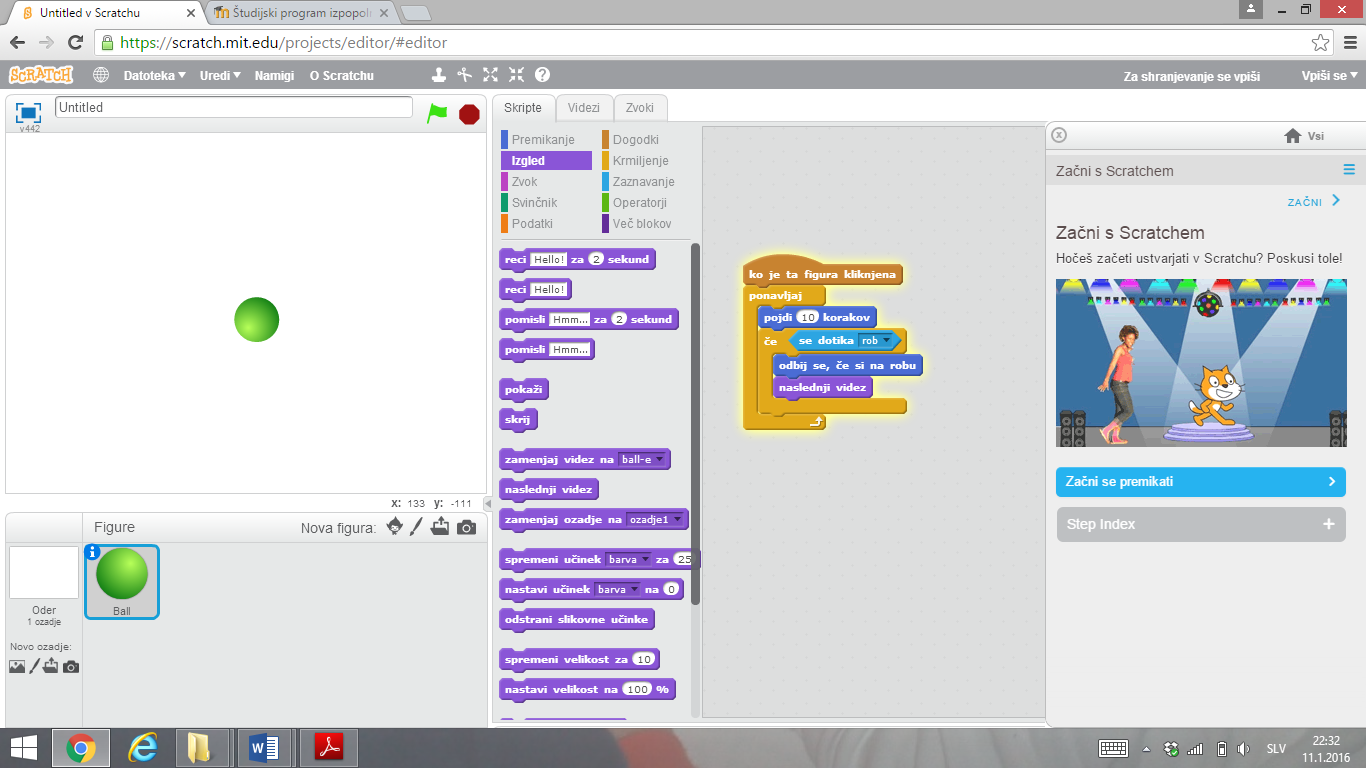 Untitled v Scratchu
Študijski program izpopoln
https://scratch.mit.edu/projects/editor/#editor
SCRATCH
Datoteka
Uredi
Namigi
O Scratchu
Za shranjevanje se vpiši
Vpiši se
v442
Untitled
x: 133 y: -111
Figure
Nova figura:
Oder
1 ozadje
Novo ozadje:
Ball
Skripte
Videzi
Zvoki
Premikanje
Dogodki
Izgled
Krmiljenje
Zvok
Zaznavanje
Svinčnik
Operatorji
Podatki
Več blokov
reci Hello! za 2 sekund
reci Hello!
pomisli Hmm... za 2 sekund
pomisli Hmm...
pokaži
skrij
zamenjaj videz na ball-e
naslednji videz
zamenjaj ozadje na ozadje1
spremeni učinek barva za 25
nastavi učinek barva na 0
odstrani slikovne učinke
spremeni velikost za 10
nastavi velikost na 100 %
ko je ta figura kliknjena
ponavljaj
pojdi 10 korakov
če se dotika rob
odbij se, če si na robu
naslednji videz
Vsi
Začni s Scratchem
ZAČNI
Začni s Scratchem
Hočeš začeti ustvarjati v Scratchu? Poskusi tole!
Začni se premikati
Step Index
SLV
22:32
11.1.2016